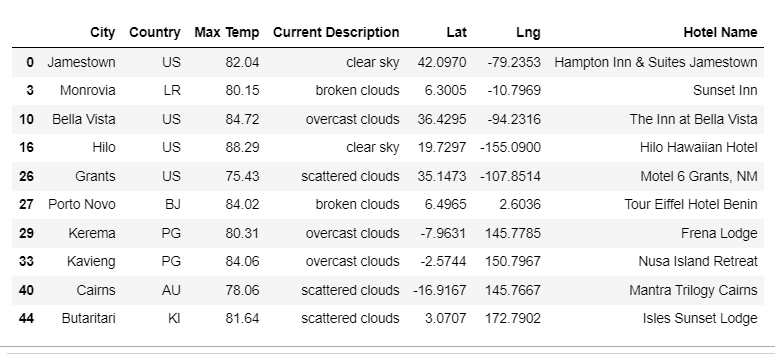 City Country Max Temp Current Description Lat Lng Hotel Name
0 Jamestown US 82.04 clear sky 42.0970 -79.2353 Hampton Inn & Suites Jamestown
3 Monrovia LR 80.15 broken clouds 6.3005 -10.7969 Sunset Inn
10 Bella Vista US 84.72 overcast clouds 36.4295 -94.2316 The Inn at Bella Vista
16 Hilo US 88.29 clear sky 19.7297 -155.0900 Hilo Hawaiian Hotel
26 Grants US 75.43 scattered clouds 35.1473 -107.8514 Motel 6 Grants, NM
27 Porto Novo BJ 84.02 broken clouds 6.4965 2.6036 Tour Eiffel Hotel Benin
29 Kerema PG 80.31 overcast clouds -7.9631 145.7785 Frena Lodge
33 Kavieng PG 84.06 overcast clouds -2.5744 150.7967 Nusa Island Retreat
40 Cairns AU 78.06 scattered clouds -16.9167 145.7667 Mantra Trilogy Cairns
44 Butaritari KI 81.64 scattered clouds 3.0707 172.7902 Isles Sunset Lodge